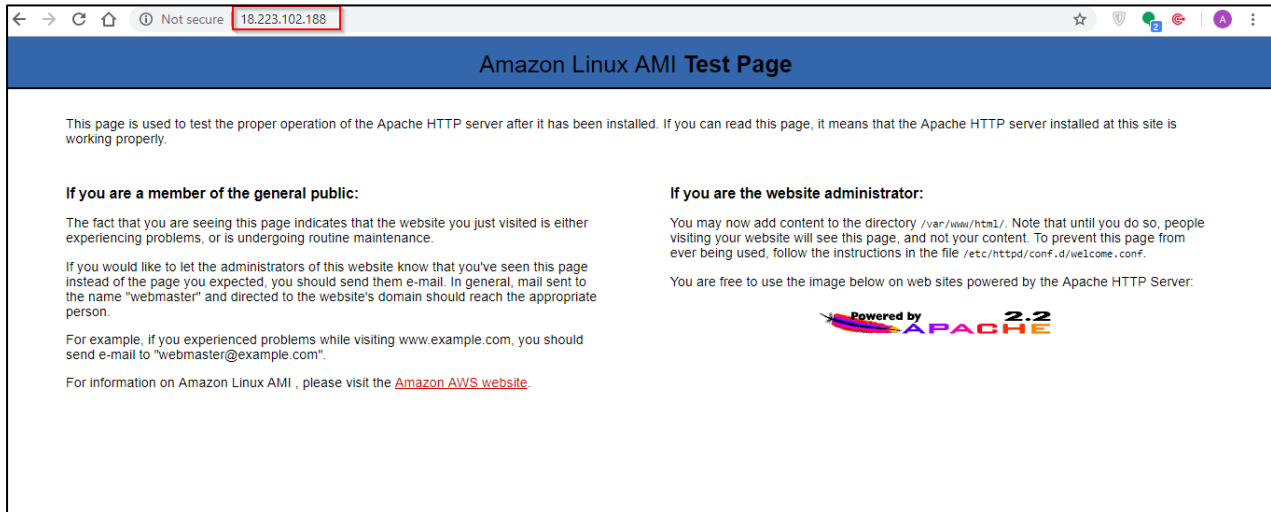 Not secure 18.223.102.188
2
A
Amazon Linux AMI Test Page
This page is used to test the proper operation of the Apache HTTP server after it has been installed. If you can read this page, it means that the Apache HTTP server installed at this site is
working properly.
If you are a member of the general public:
The fact that you are seeing this page indicates that the website you just visited is either
experiencing problems, or is undergoing routine maintenance.
If you would like to let the administrators of this website know that you've seen this page
instead of the page you expected, you should send them e-mail. In general, mail sent to
the name "webmaster" and directed to the website's domain should reach the appropriate
person.
For example, if you experienced problems while visiting www.example.com, you should
send e-mail to "webmaster@example.com".
For information on Amazon Linux AMI , please visit the Amazon AWS website.
If you are the website administrator:
You may now add content to the directory /var/www/html/. Note that until you do so, people
visiting your website will see this page, and not your content. To prevent this page from
ever being used, follow the instructions in the file /etc/httpd/conf.d/welcome.conf.
You are free to use the image below on web sites powered by the Apache HTTP Server:
Powered by 2.2
APACHE